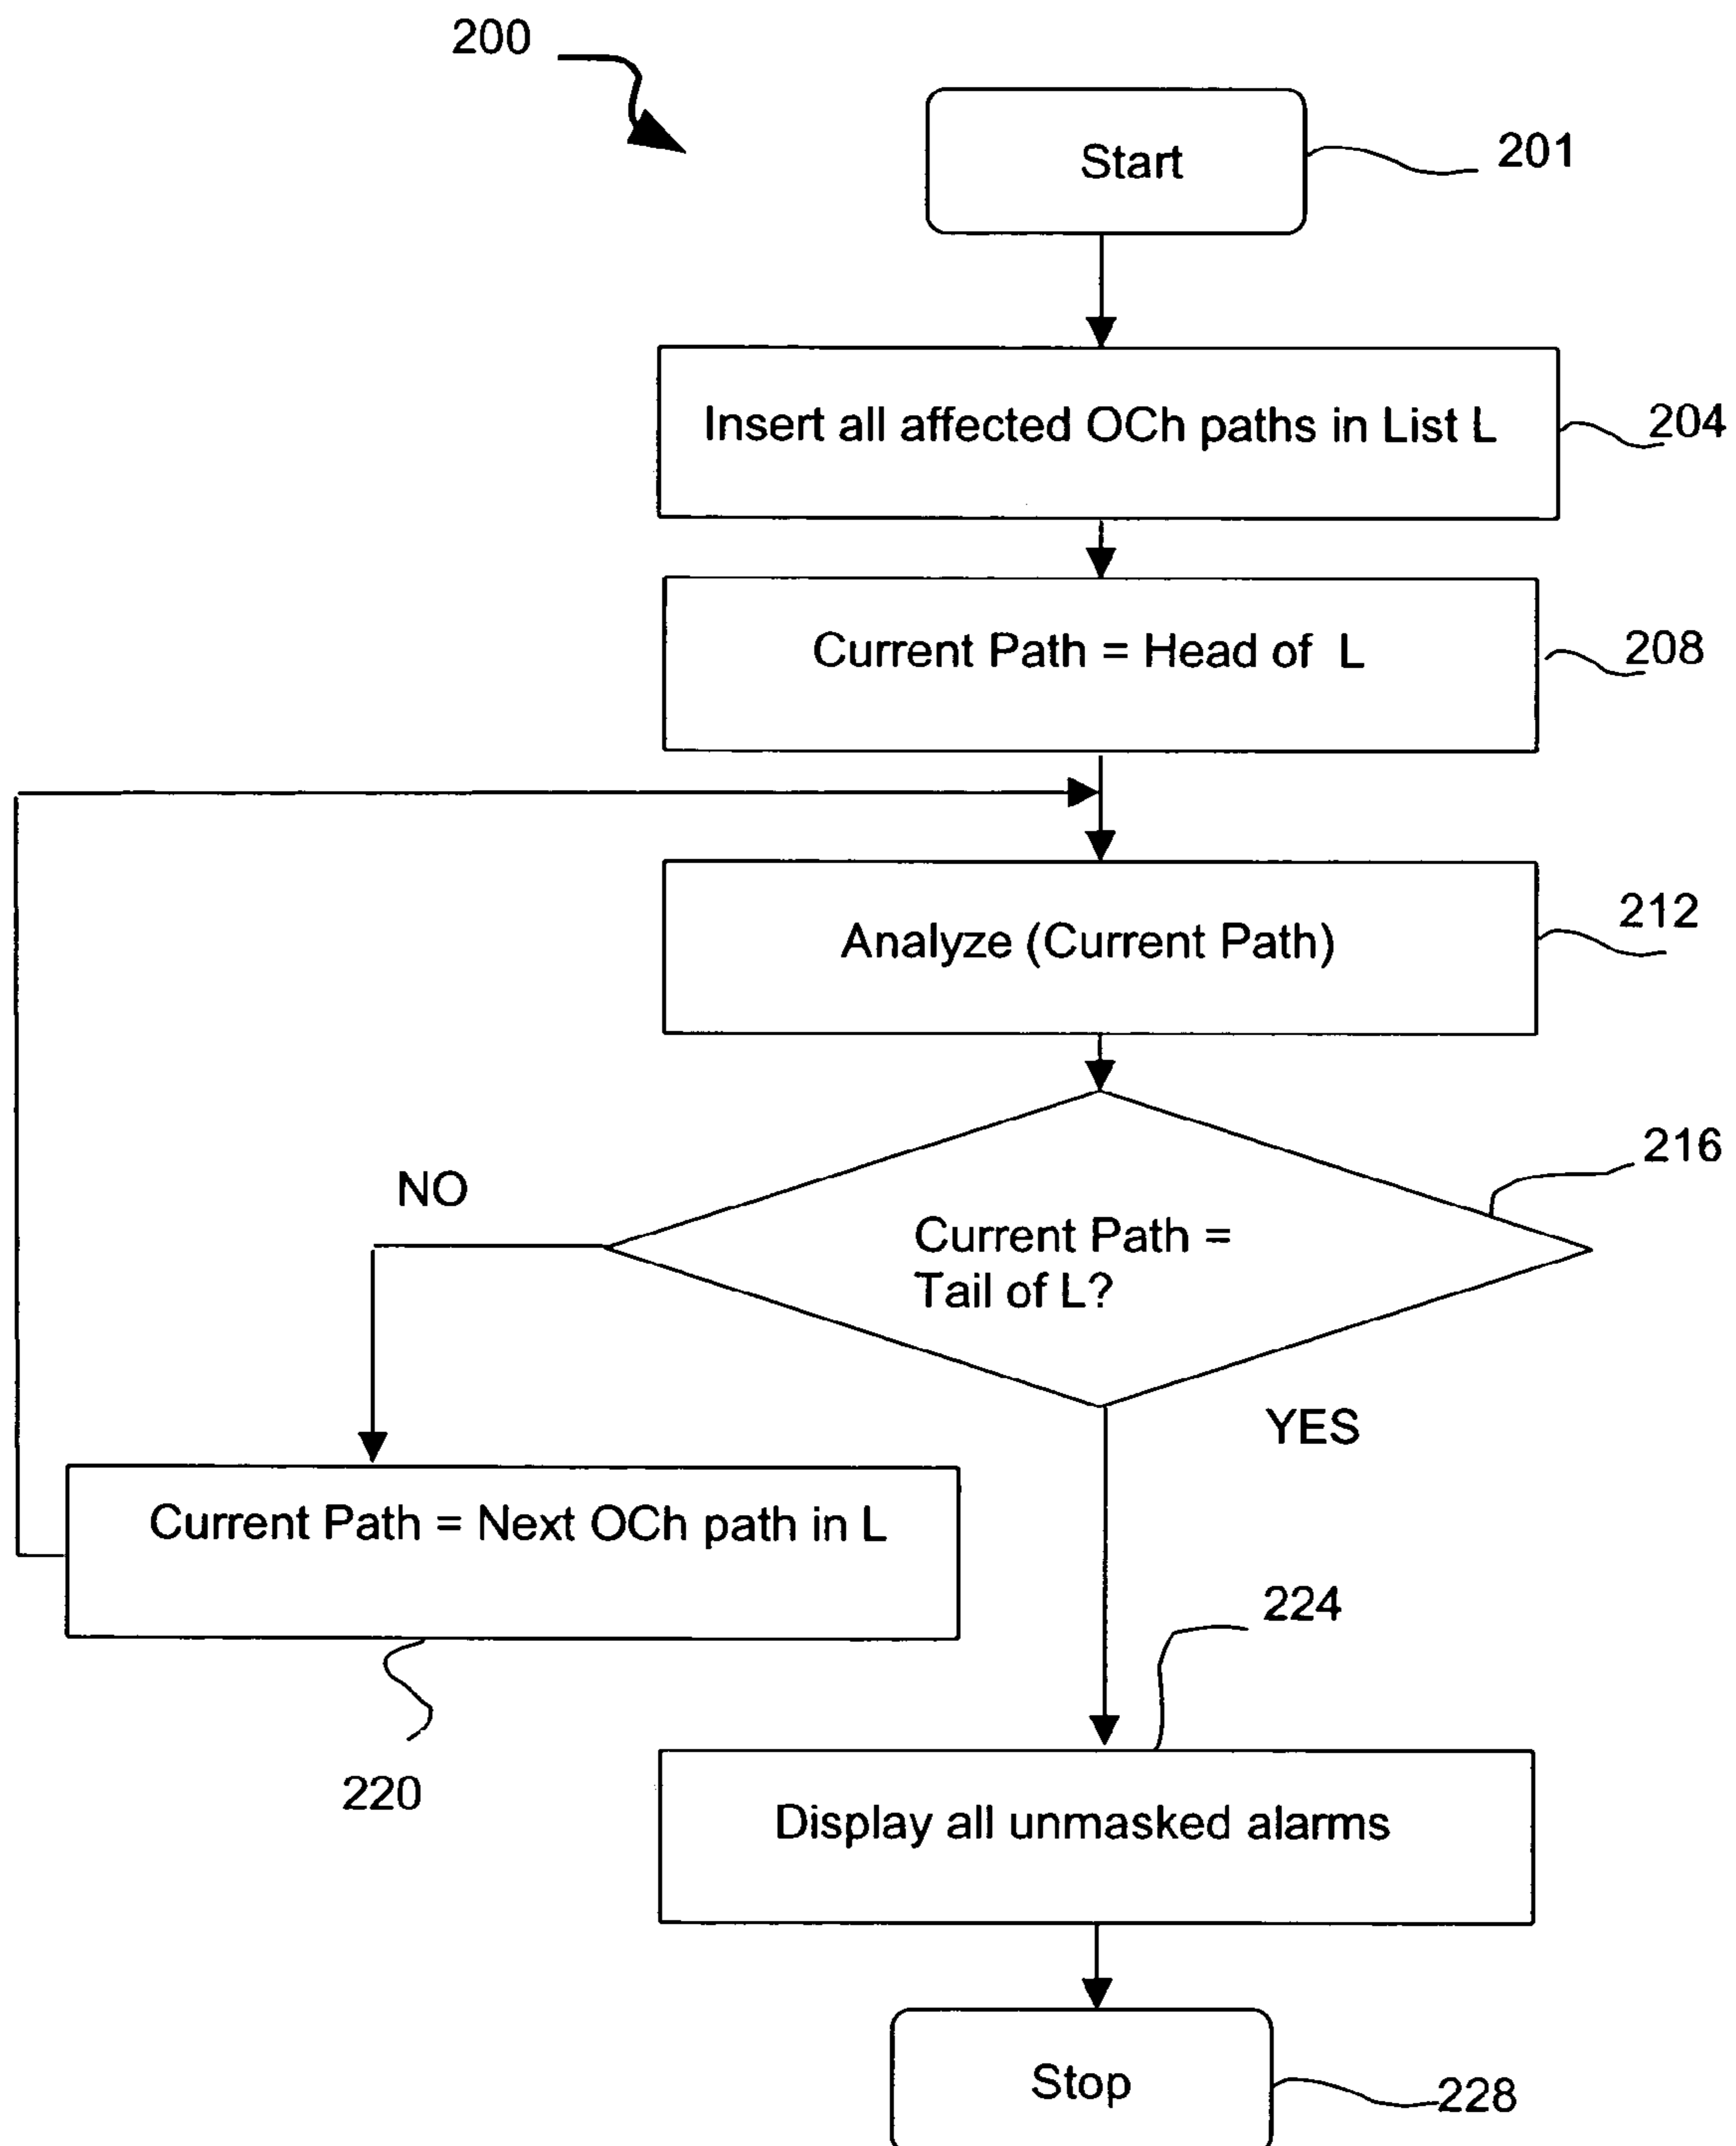 200
Start
201
Insert all affected OCh paths in List L
204
Current Path = Head of L
208
Analyze (Current Path)
212
216
NO
Current Path =
Tail of L?
YES
Current Path = Next OCh path in L
224
220
Display all unmasked alarms
Stop
228